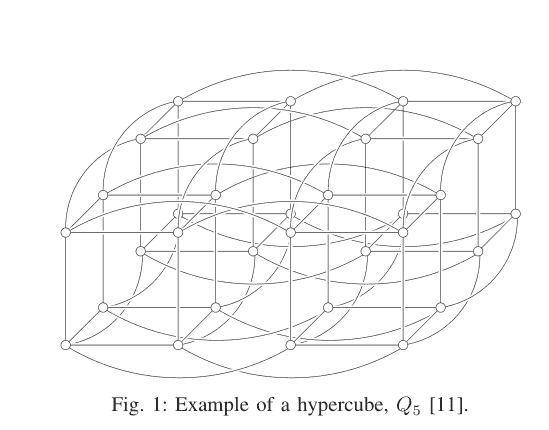 Fig. 1: Example of a hypercube, Q₅ [11].